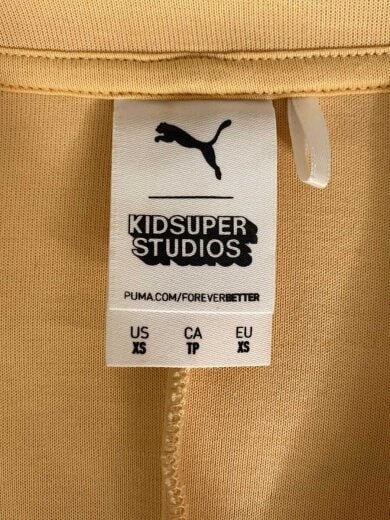 KIDSUPER
STUDIOS
PUMA.COM/FOREVERBETTER
US CA EU
XS TP XS